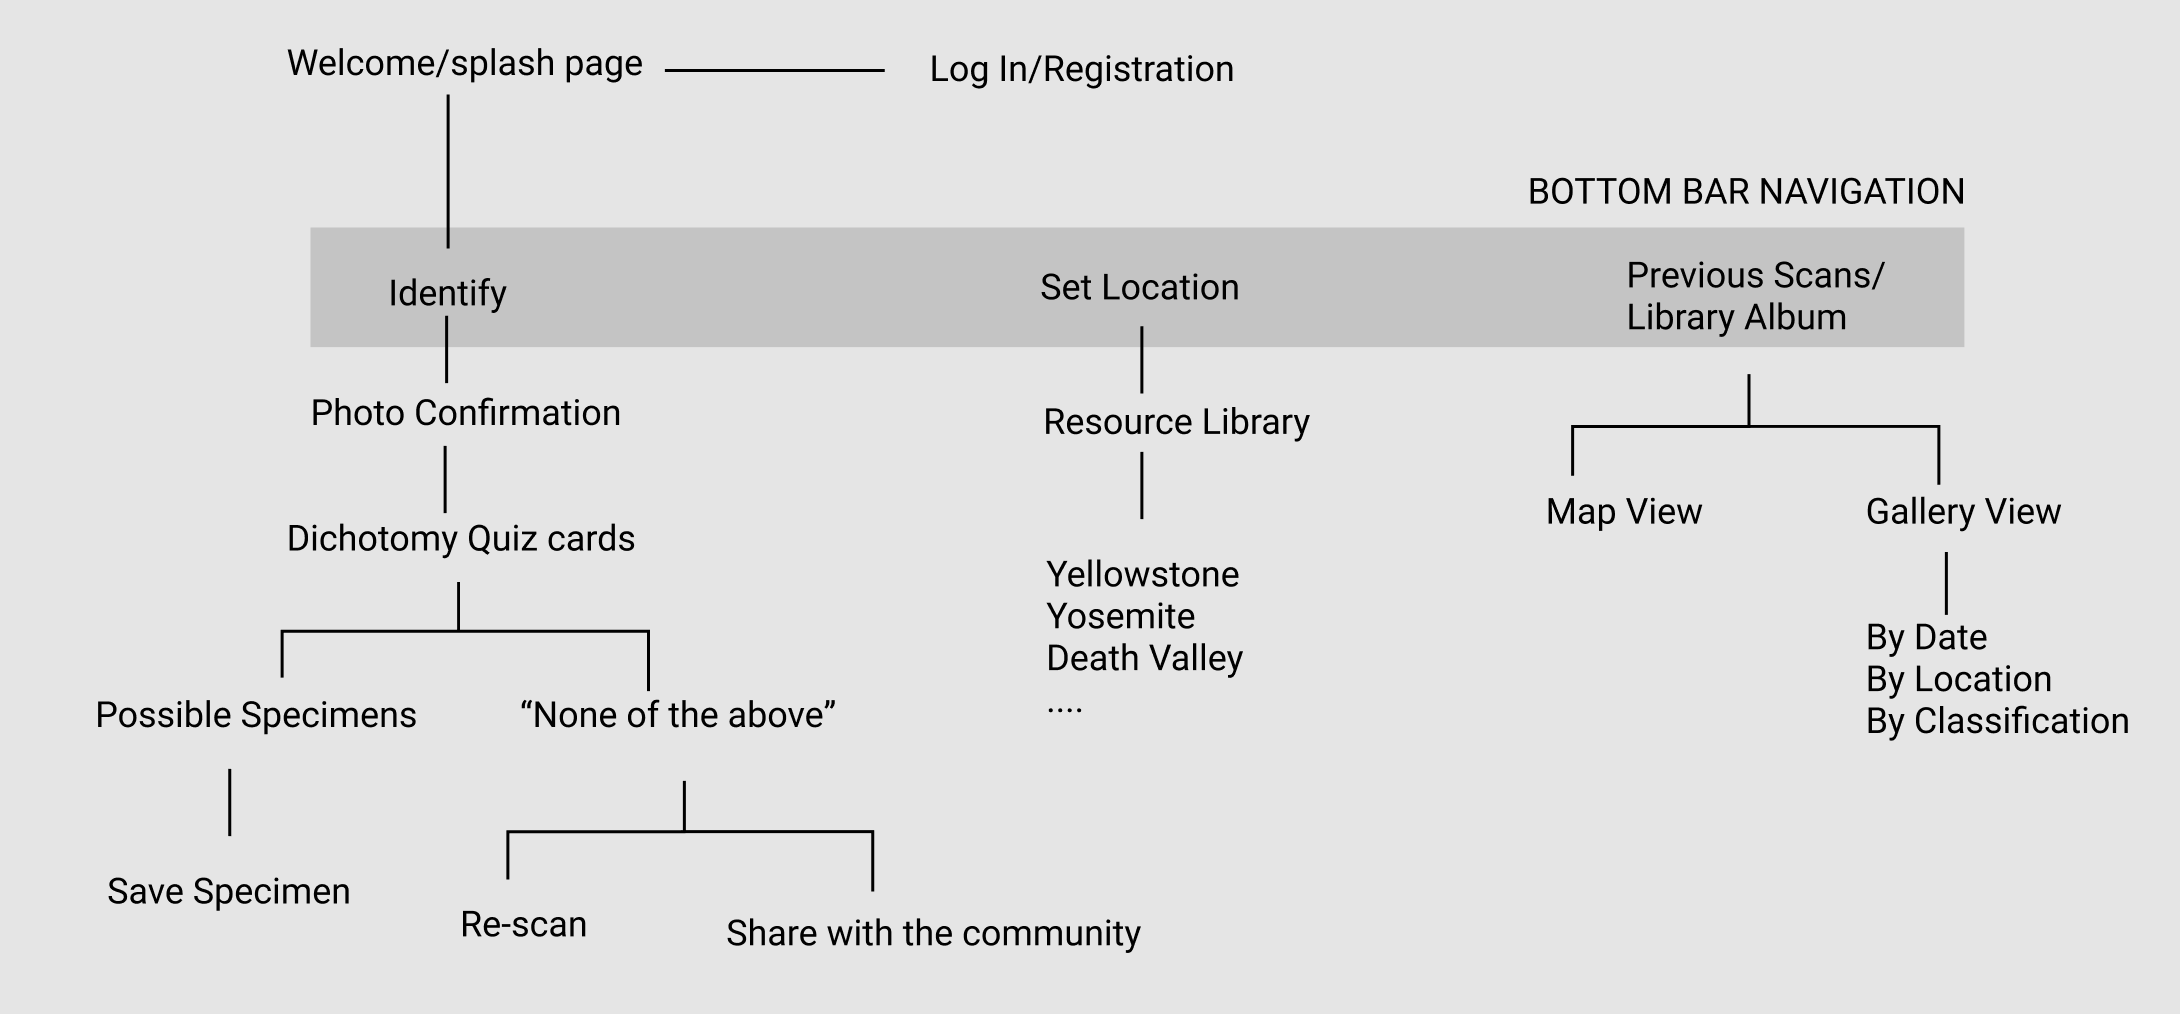 Welcome/splash page
Log In/Registration
BOTTOM BAR NAVIGATION
Identify
Set Location
Previous Scans/
Library Album
Photo Confirmation
Resource Library
Dichotomy Quiz cards
Map View
Gallery View
Yellowstone
Yosemite
Death Valley
....
By Date
By Location
By Classification
Possible Specimens
“None of the above”
Save Specimen
Re-scan
Share with the community